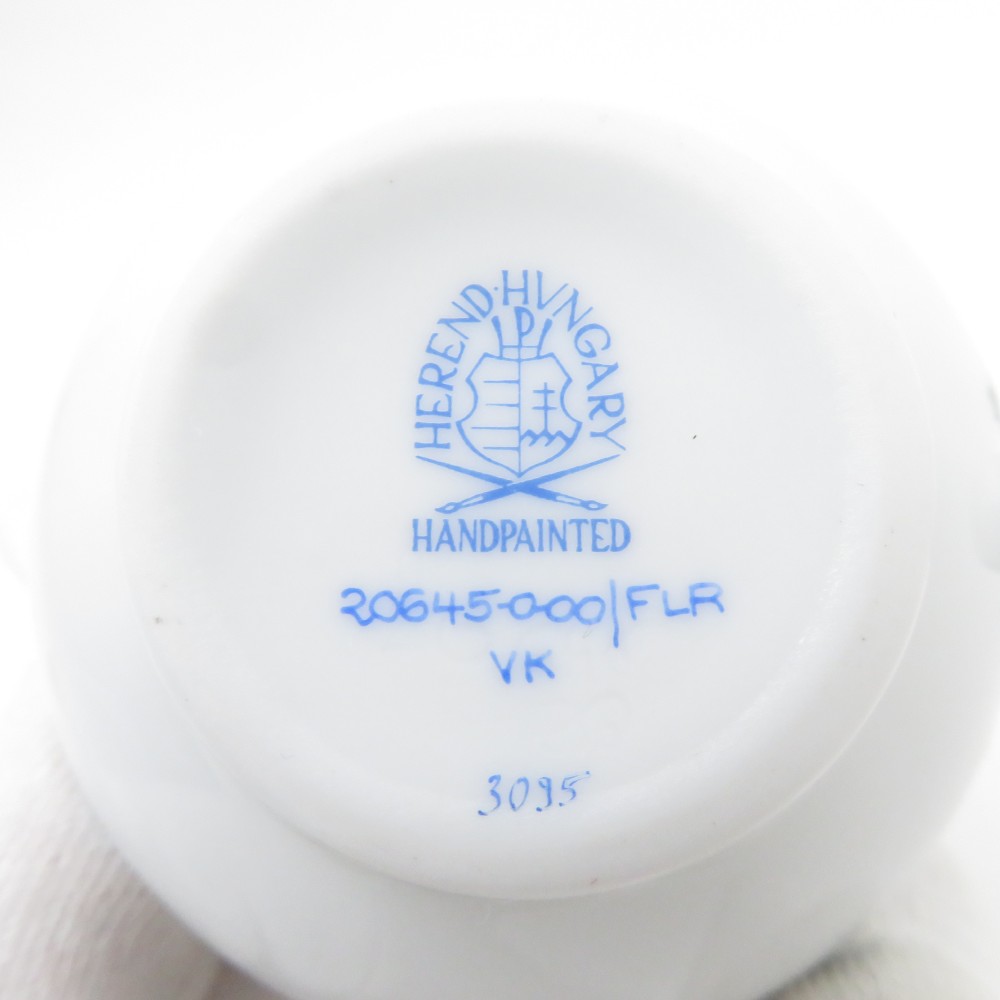 HEREND·HVNGARY
P
HANDPAINTED
20645-0-00/FLR
VK
3095